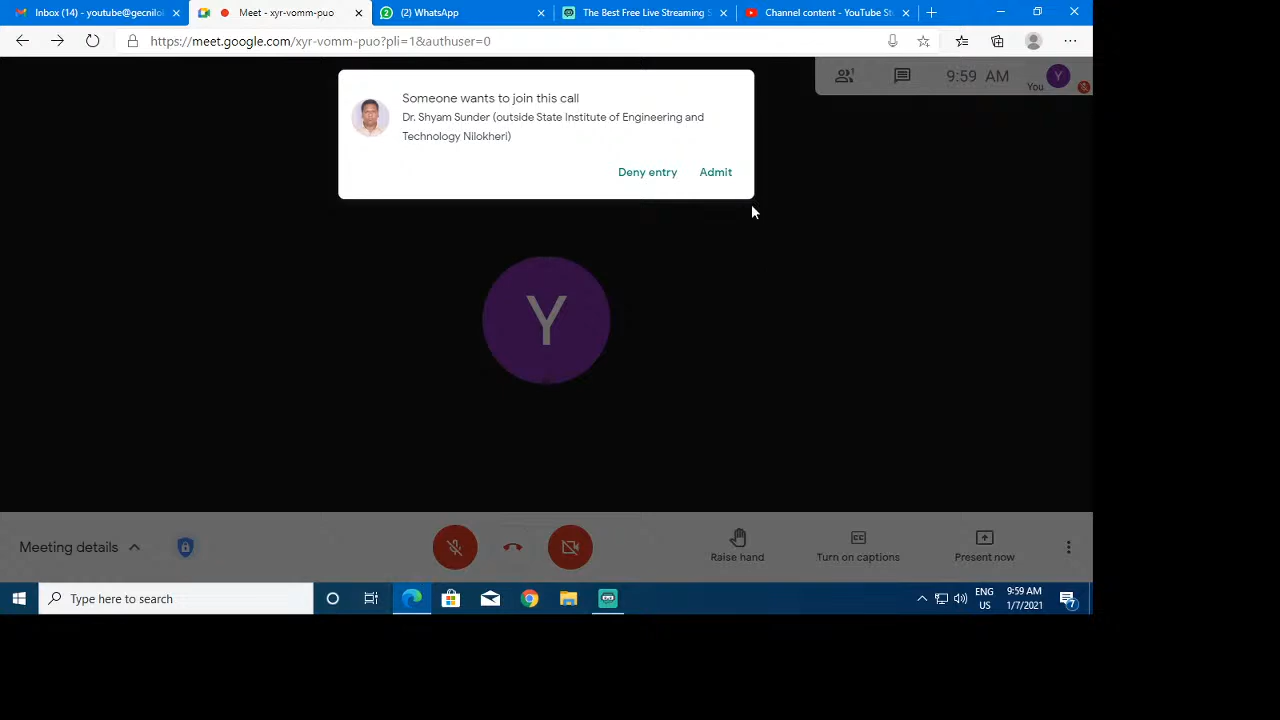 Inbox (14) - youtube@gecnilok
Meet - xyr-vomm-puo
(2) WhatsApp
The Best Free Live Streaming S
Channel content - YouTube St
https://meet.google.com/xyr-vomm-puo?pli=1&authuser=0
Someone wants to join this call
Dr. Shyam Sunder (outside State Institute of Engineering and
Technology Nilokheri)
Deny entry Admit
9:59 AM
Y
You
Y
Meeting details
Raise hand
Turn on captions
Present now
Type here to search
ENG
US
9:59 AM
1/7/2021
7